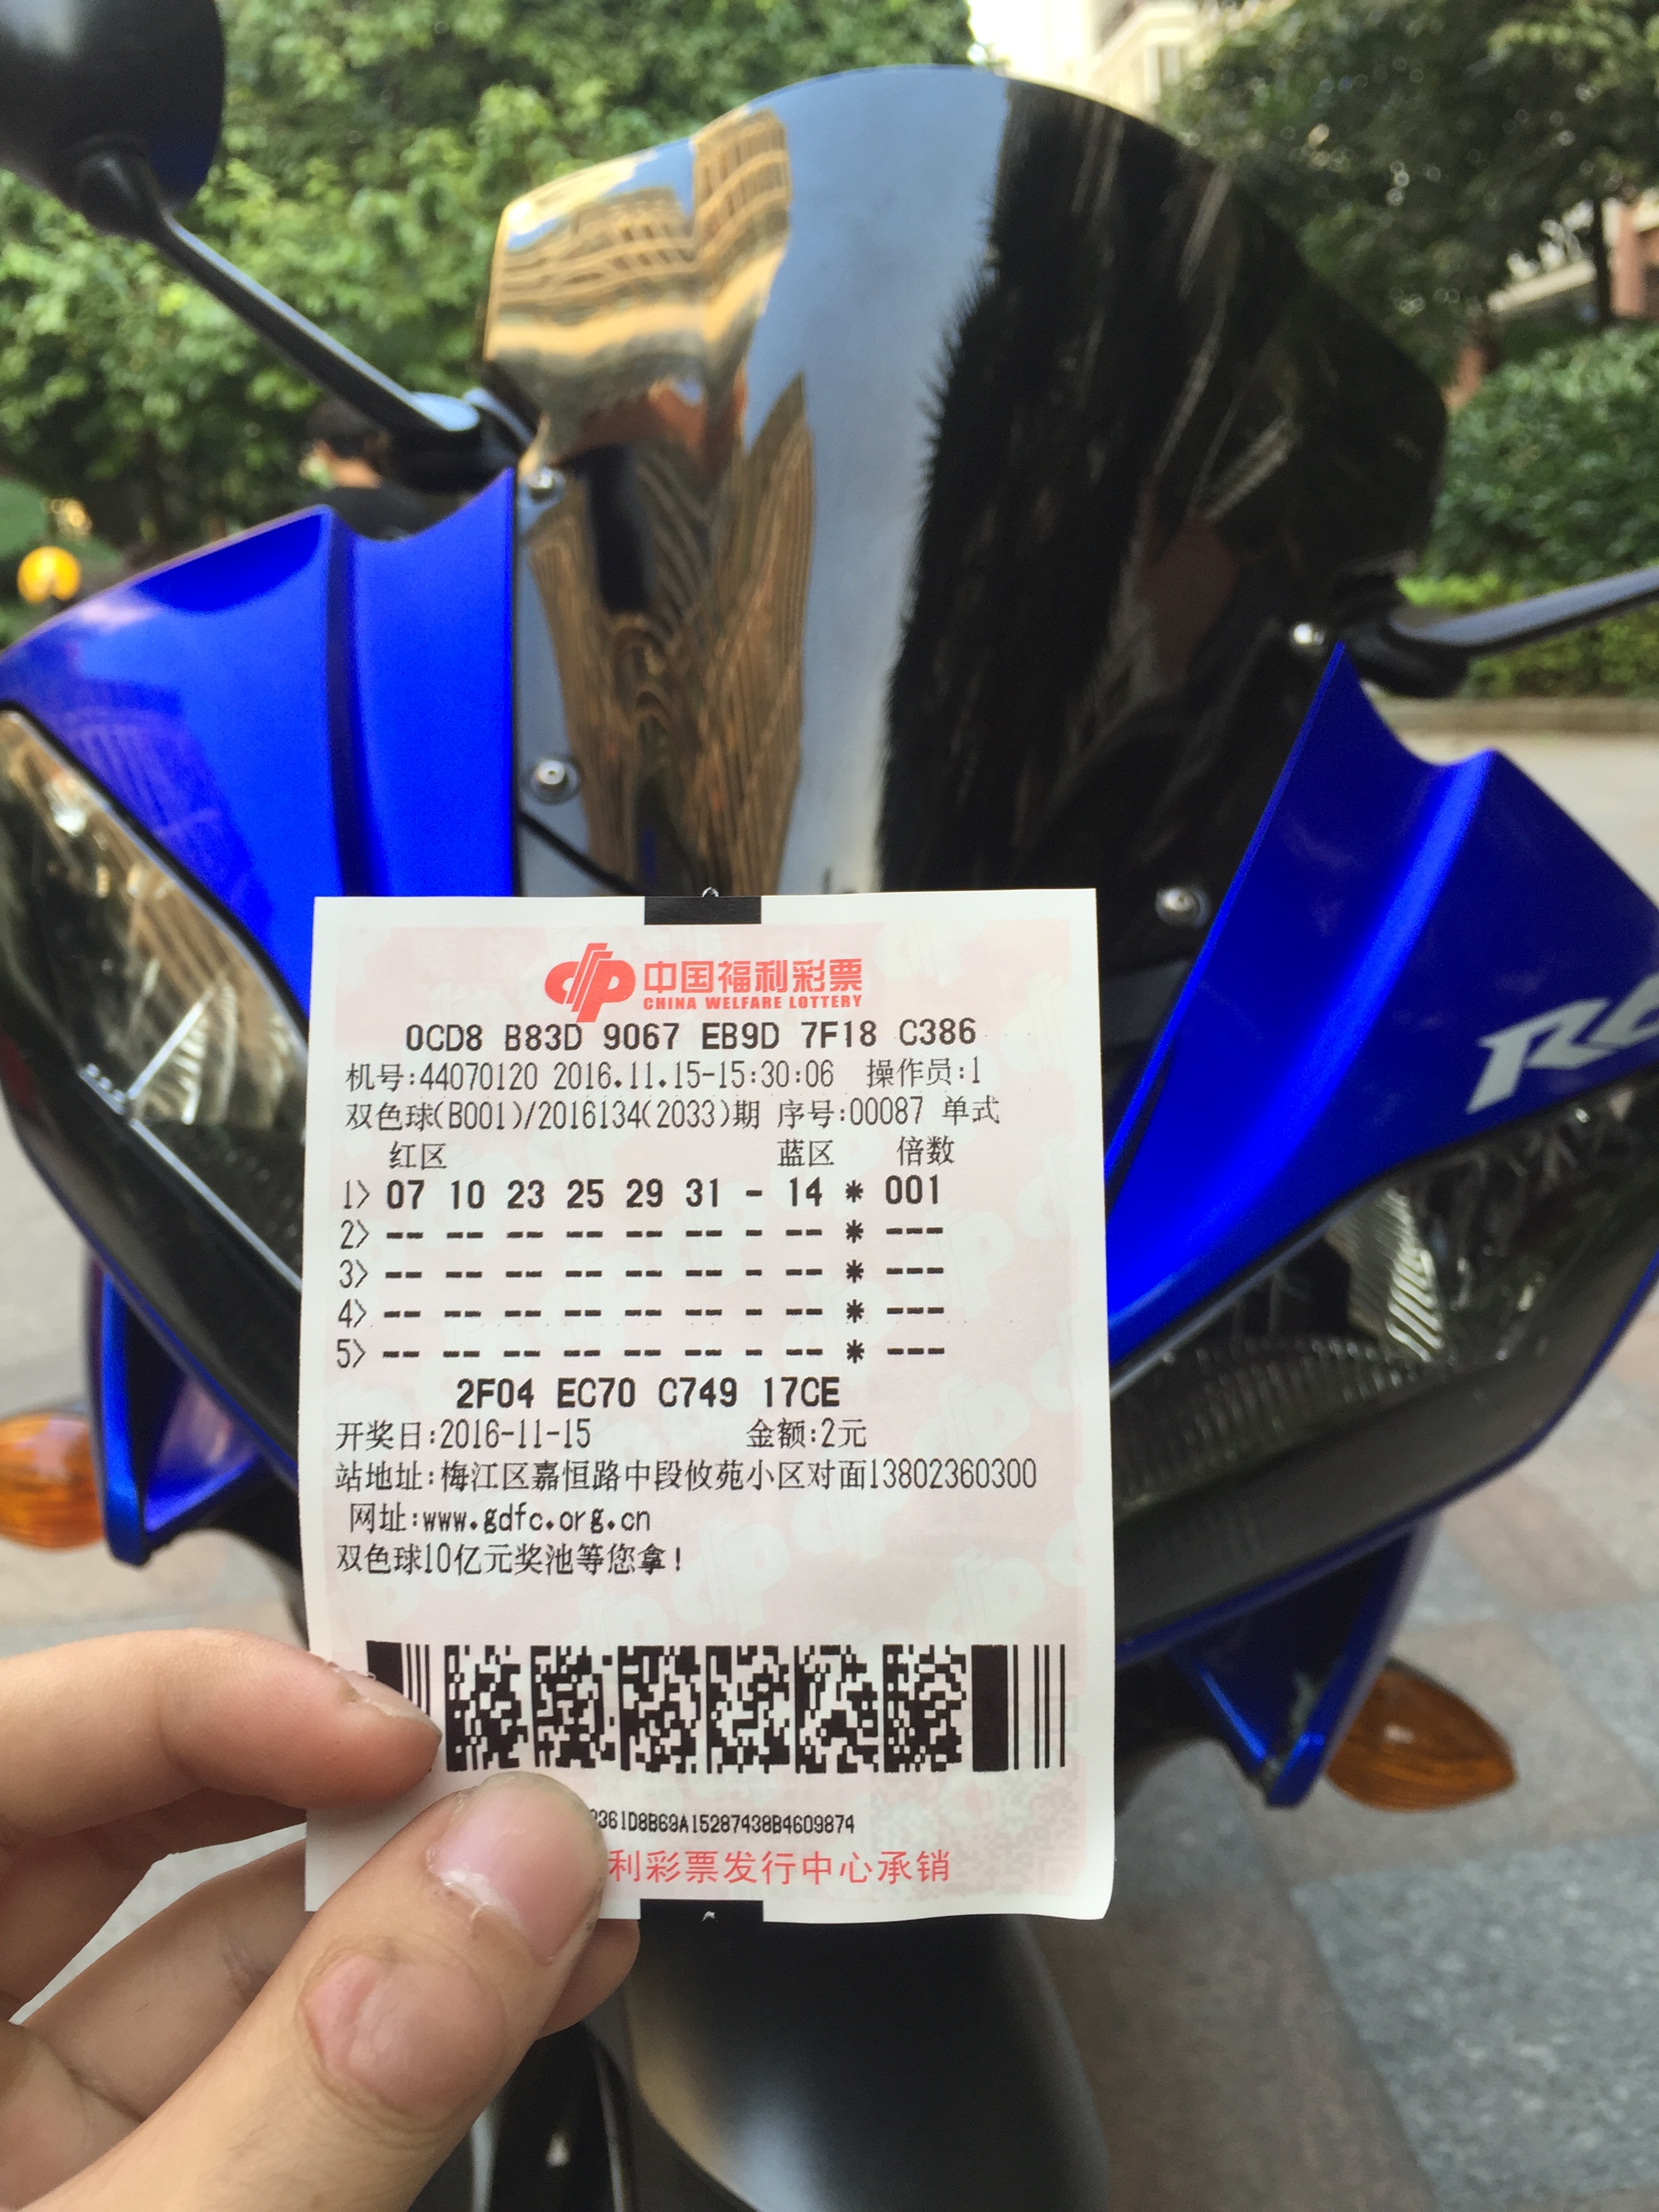 中国福利彩票
CHINA WELFARE LOTTERY
0CD8 B83D 9067 EB9D 7F18 C386
机号:44070120 2016.11.15-15:30:06 操作员:1
双色球(B001)/2016134(2033)期 序号:00087 单式
红区 蓝区 倍数
1> 07 10 23 25 29 31 - 14 * 001
2> -- -- -- -- -- -- - -- * ---
3> -- -- -- -- -- -- - -- * ---
4> -- -- -- -- -- -- - -- * ---
5> -- -- -- -- -- -- - -- * ---
2F04 EC70 C749 17CE
开奖日:2016-11-15 金额:2元
站地址:梅江区嘉恒路中段攸苑小区对面13802360300
网址:www.gdfc.org.cn
双色球10亿元奖池等您拿!
361D8B69A15287438B4609874
利彩票发行中心承销